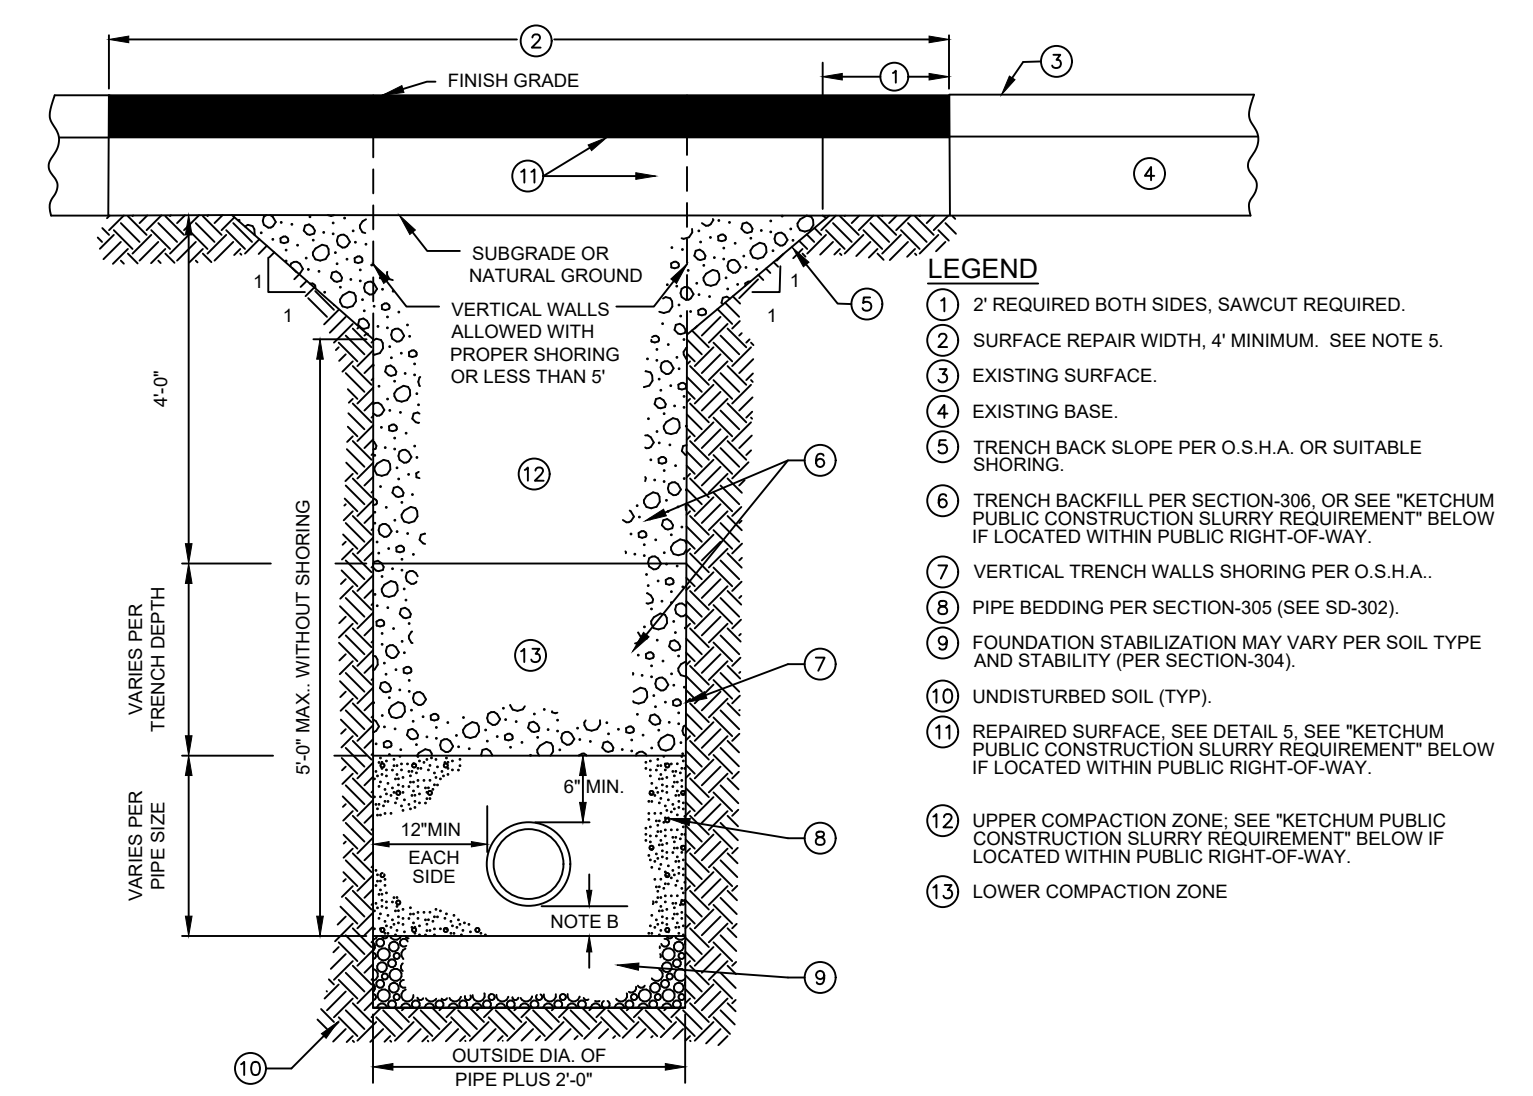 2
1
3
FINISH GRADE
11
4
SUBGRADE OR
NATURAL GROUND
1
1
1
1
VERTICAL WALLS
ALLOWED WITH
PROPER SHORING
OR LESS THAN 5'
5
4'-0"
12
6
5'-0" MAX.. WITHOUT SHORING
VARIES PER
TRENCH DEPTH
13
7
VARIES PER
PIPE SIZE
6" MIN.
12"MIN
EACH
SIDE
8
NOTE B
9
10
OUTSIDE DIA. OF
PIPE PLUS 2'-0"
LEGEND
1 2' REQUIRED BOTH SIDES, SAWCUT REQUIRED.
2 SURFACE REPAIR WIDTH, 4' MINIMUM. SEE NOTE 5.
3 EXISTING SURFACE.
4 EXISTING BASE.
5 TRENCH BACK SLOPE PER O.S.H.A. OR SUITABLE
SHORING.
6 TRENCH BACKFILL PER SECTION-306, OR SEE "KETCHUM
PUBLIC CONSTRUCTION SLURRY REQUIREMENT" BELOW
IF LOCATED WITHIN PUBLIC RIGHT-OF-WAY.
7 VERTICAL TRENCH WALLS SHORING PER O.S.H.A..
8 PIPE BEDDING PER SECTION-305 (SEE SD-302).
9 FOUNDATION STABILIZATION MAY VARY PER SOIL TYPE
AND STABILITY (PER SECTION-304).
10 UNDISTURBED SOIL (TYP).
11 REPAIRED SURFACE, SEE DETAIL 5, SEE "KETCHUM
PUBLIC CONSTRUCTION SLURRY REQUIREMENT" BELOW
IF LOCATED WITHIN PUBLIC RIGHT-OF-WAY.
12 UPPER COMPACTION ZONE; SEE "KETCHUM PUBLIC
CONSTRUCTION SLURRY REQUIREMENT" BELOW IF
LOCATED WITHIN PUBLIC RIGHT-OF-WAY.
13 LOWER COMPACTION ZONE